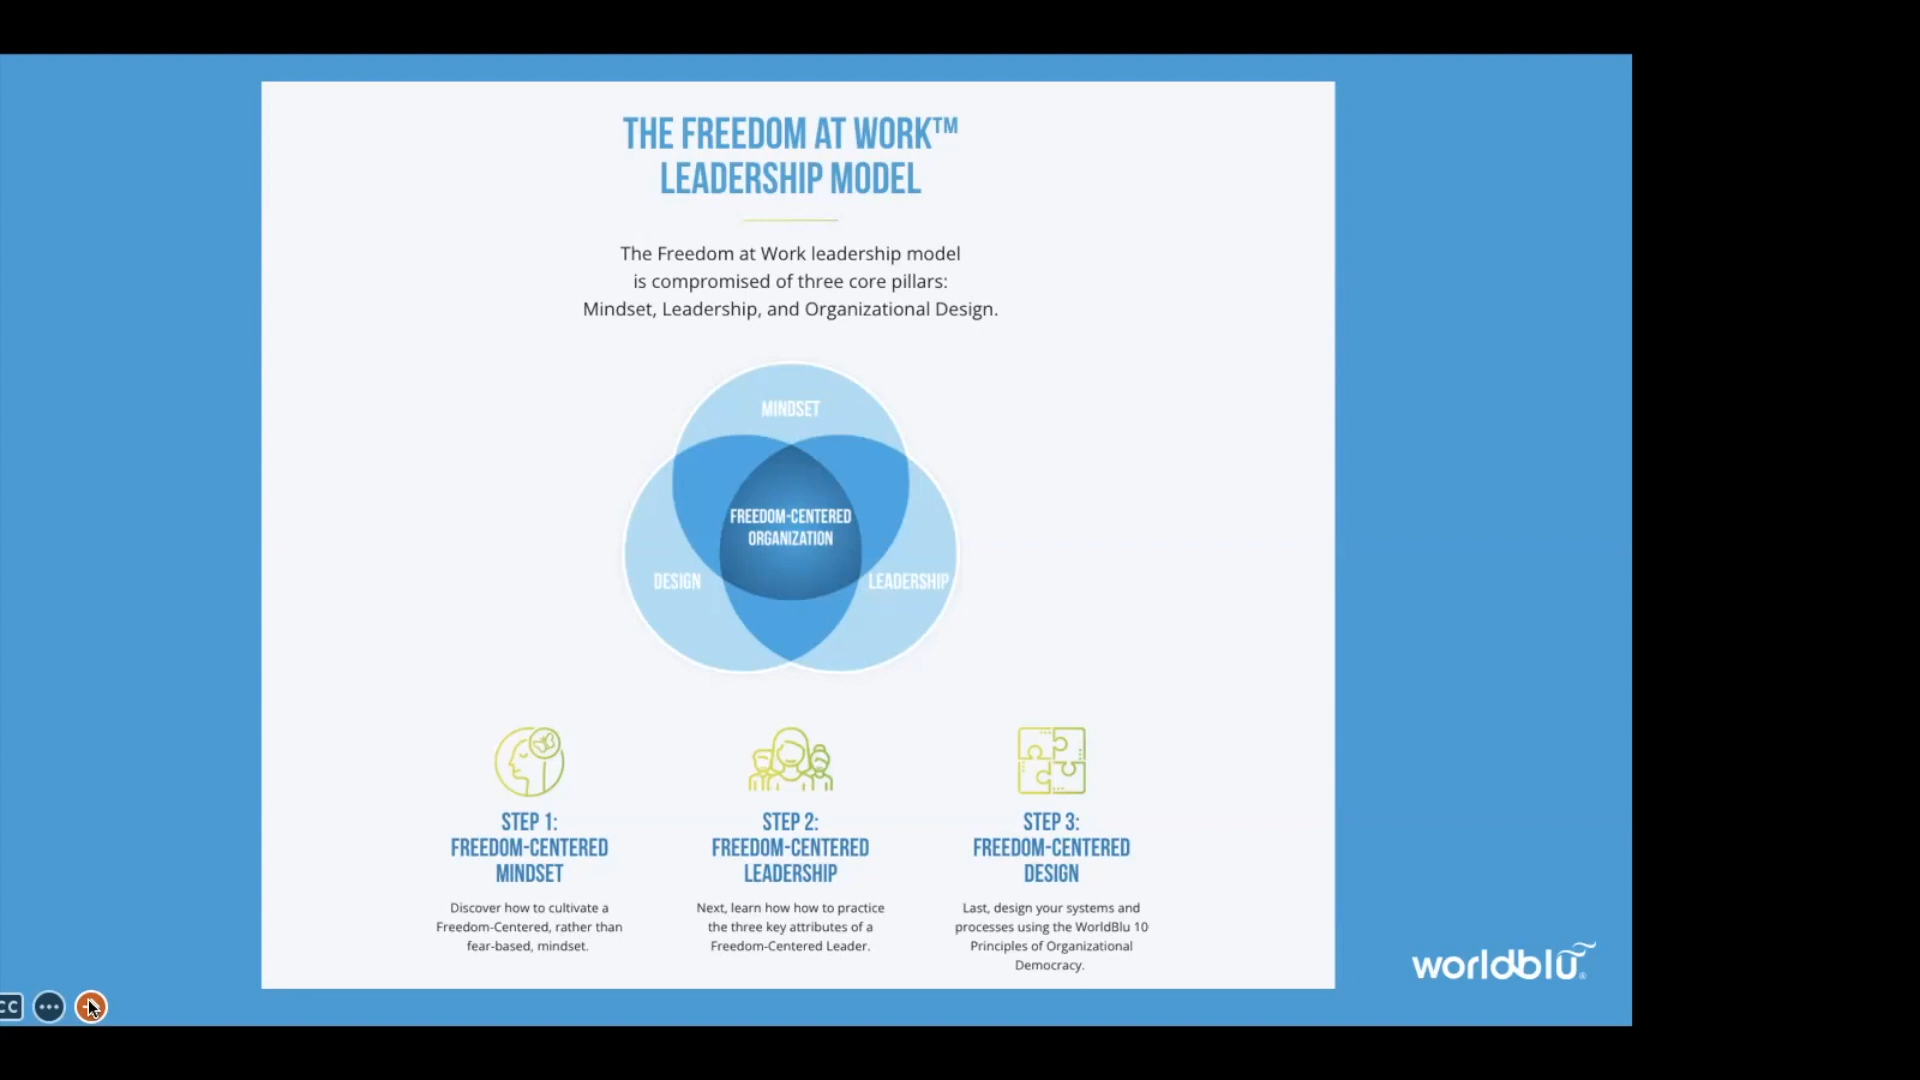 THE FREEDOM AT WORK™
LEADERSHIP MODEL
The Freedom at Work leadership model
is compromised of three core pillars:
Mindset, Leadership, and Organizational Design.
MINDSET
FREEDOM-CENTERED
ORGANIZATION
DESIGN
LEADERSHIP
STEP 1:
FREEDOM-CENTERED
MINDSET
Discover how to cultivate a
Freedom-Centered, rather than
fear-based, mindset.
STEP 2:
FREEDOM-CENTERED
LEADERSHIP
Next, learn how how to practice
the three key attributes of a
Freedom-Centered Leader.
STEP 3:
FREEDOM-CENTERED
DESIGN
Last, design your systems and
processes using the WorldBlu 10
Principles of Organizational
Democracy.
worldblu®
CC